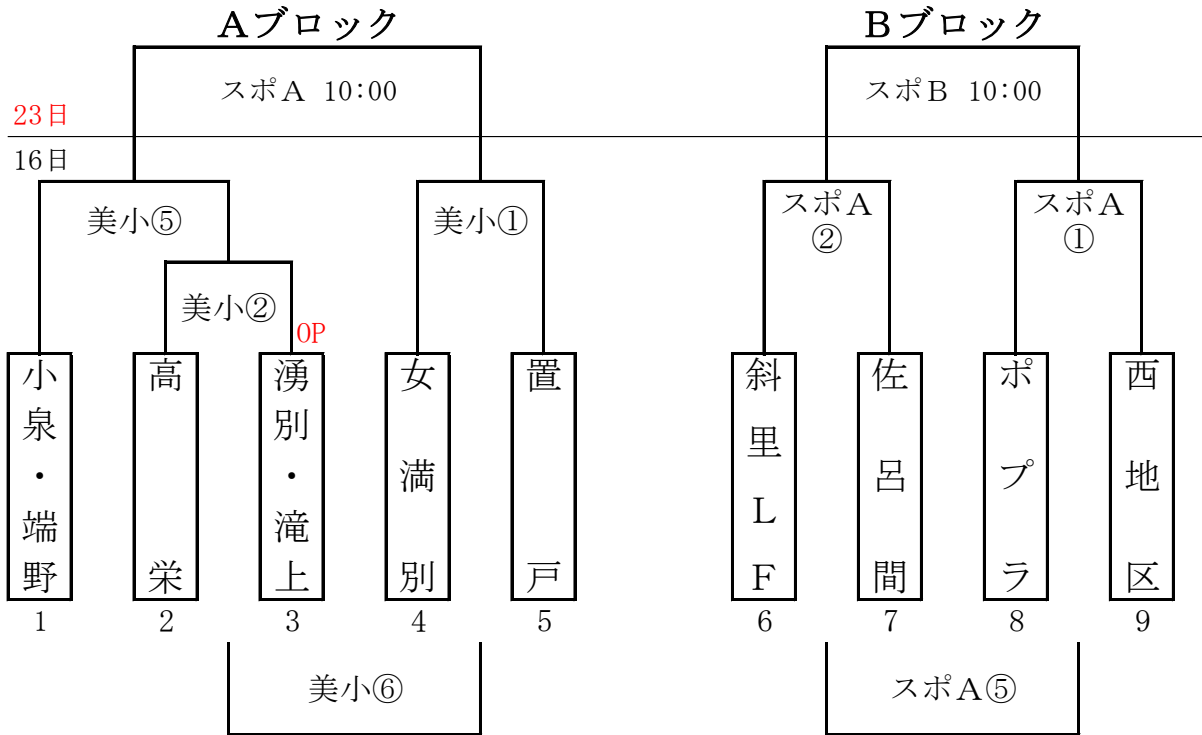 Aブロック
Bブロック
スポA 10:00
スポB 10:00
23日
16日
美小⑤
美小①
スポA
②
スポA
①
美小②
OP
小泉・端野
高栄
湧別・滝上
女満別
置戸
斜里LF
佐呂間
ポプラ
西地区
1
2
3
4
5
6
7
8
9
美小⑥
スポA⑤